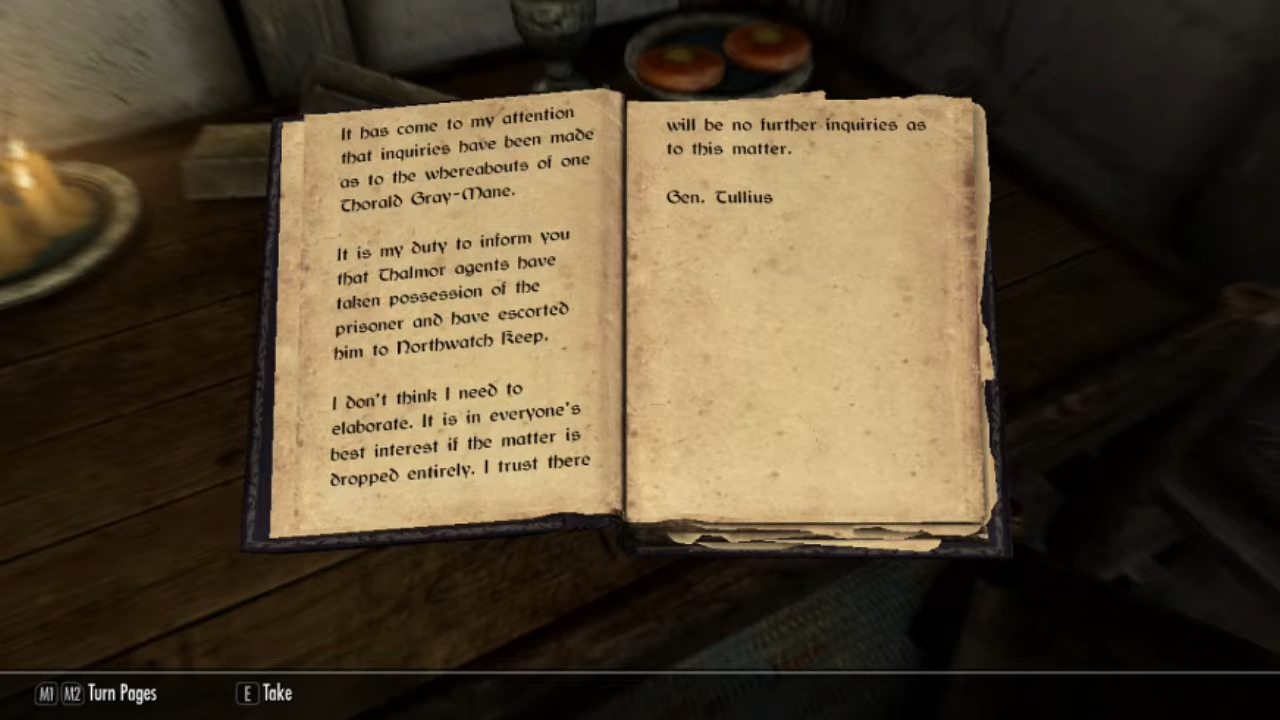 It has come to my attention
that inquiries have been made
as to the whereabouts of one
Thorald Gray-Mane.
It is my duty to inform you
that Thalmor agents have
taken possession of the
prisoner and have escorted
him to Northwatch Keep.
I don't think I need to
elaborate. It is in everyone's
best interest if the matter is
dropped entirely. I trust there
will be no further inquiries as
to this matter.
Gen. Tullius
M1 M2 Turn Pages
E Take